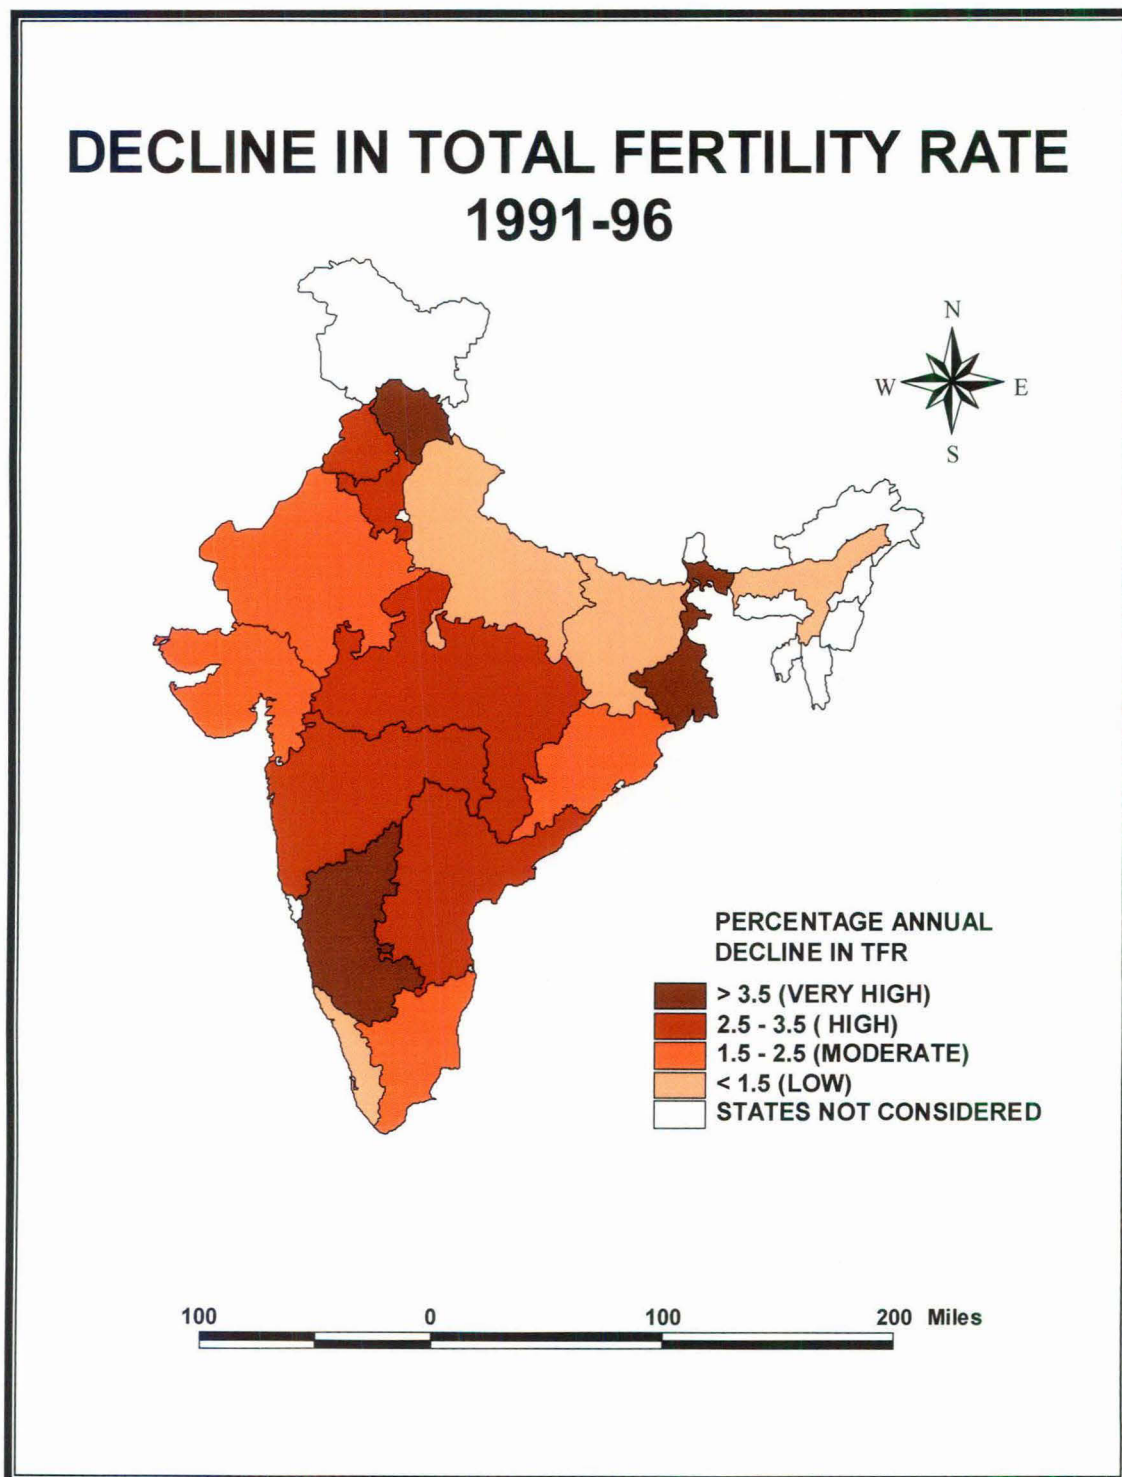 DECLINE IN TOTAL FERTILITY RATE
1991-96
N
W E
S
PERCENTAGE ANNUAL
DECLINE IN TFR
> 3.5 (VERY HIGH)
2.5 - 3.5 ( HIGH)
1.5 - 2.5 (MODERATE)
< 1.5 (LOW)
STATES NOT CONSIDERED
100 0 100 200 Miles